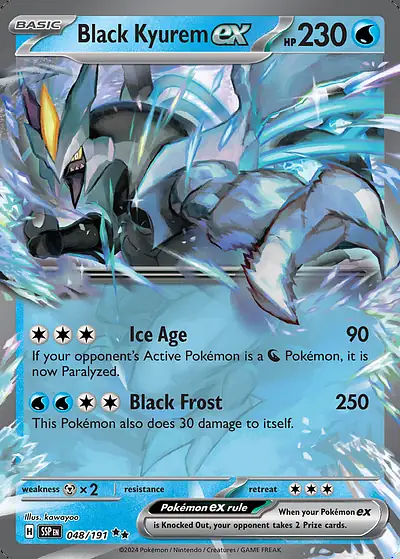 BASIC
Black Kyurem ex HP 230
Ice Age 90
If your opponent's Active Pokémon is a Pokémon, it is
now Paralyzed.
Black Frost 250
This Pokémon also does 30 damage to itself.
weakness × 2 resistance retreat
Illus. kawayoo
Pokémon ex rule
When your Pokémon ex
is Knocked Out, your opponent takes 2 Prize cards.
H SSP EN 048/191
©2024 Pokémon / Nintendo / Creatures / GAME FREAK